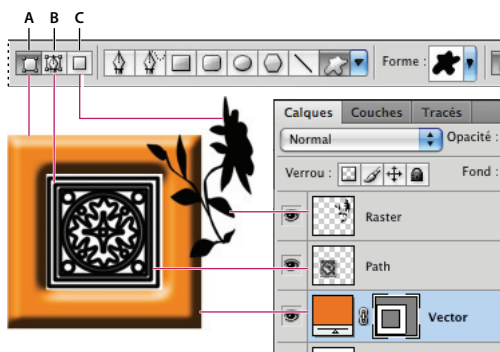 A B C
Forme :
Calques Couches Tracés
Normal Opacité :
Verrou : Fond :
Raster
Path
Vector